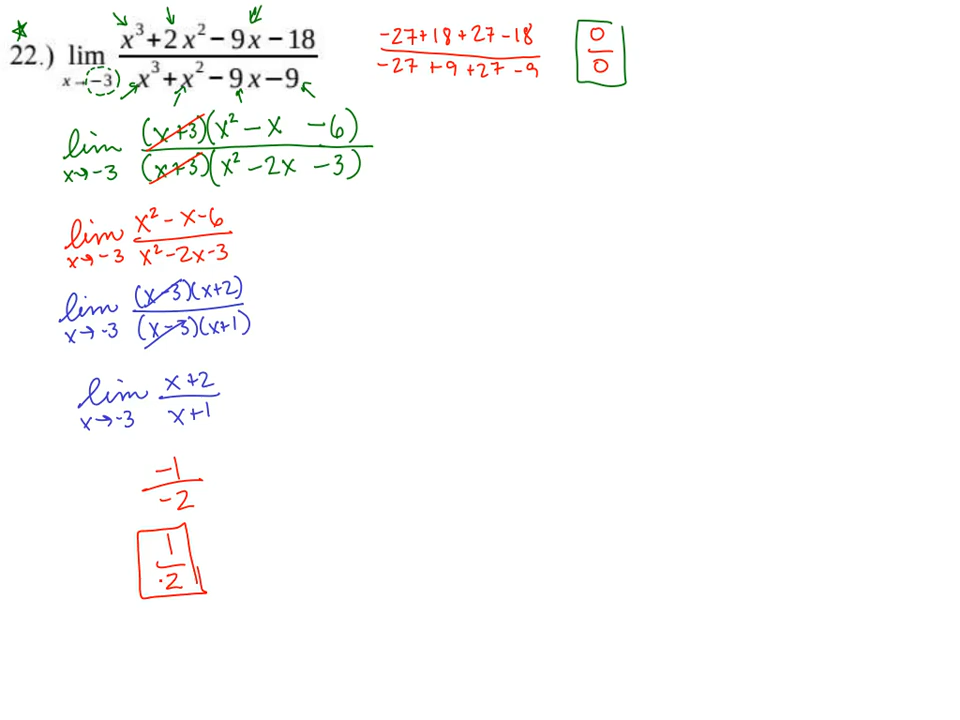 * 22.) lim x→-3 (x³+2x²-9x-18)/(x³+x²-9x-9) (-27+18+27-18)/(-27+9+27-9) 0/0
lim x→-3 ((x+3)(x²-x-6))/((x+3)(x²-2x-3))
lim x→-3 (x²-x-6)/(x²-2x-3)
lim x→-3 ((x-3)(x+2))/((x-3)(x+1))
lim x→-3 (x+2)/(x+1)
-1/-2
1/2